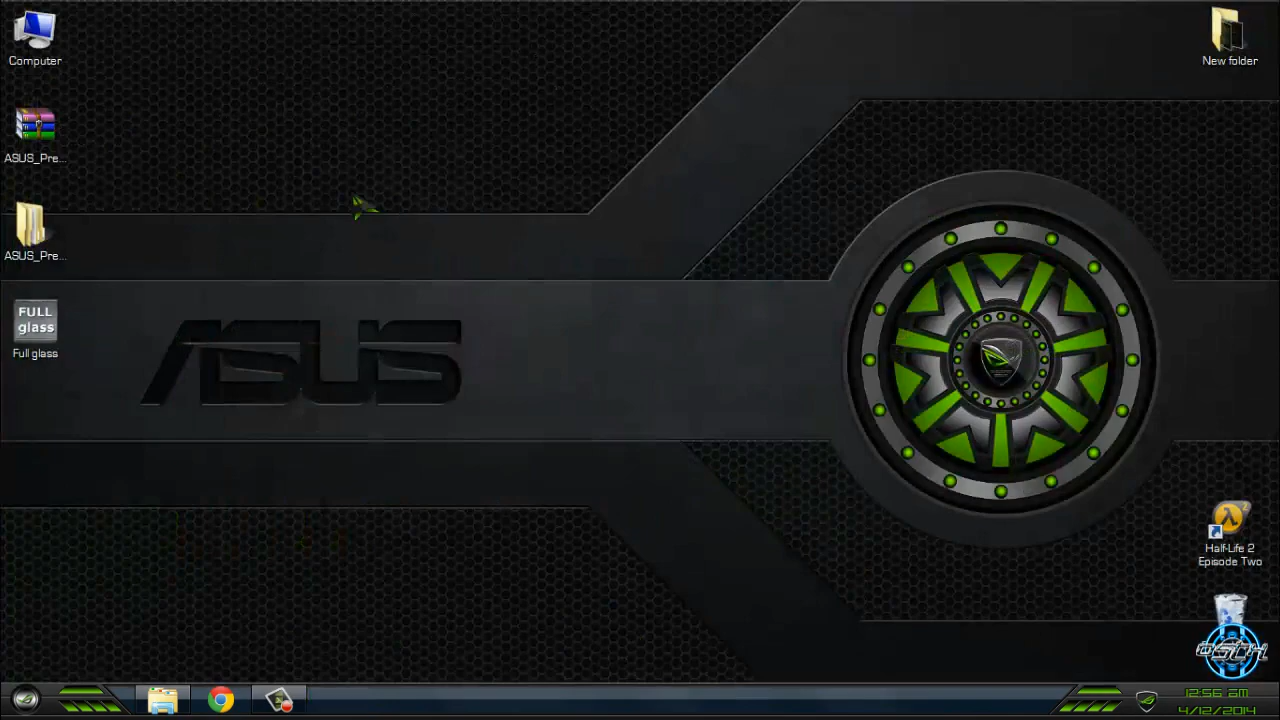 Computer
New folder
ASUS_Pre...
ASUS_Pre...
FULL
glass
Full glass
ASUS
Half-Life 2
Episode Two
12:56 am
4/12/2014